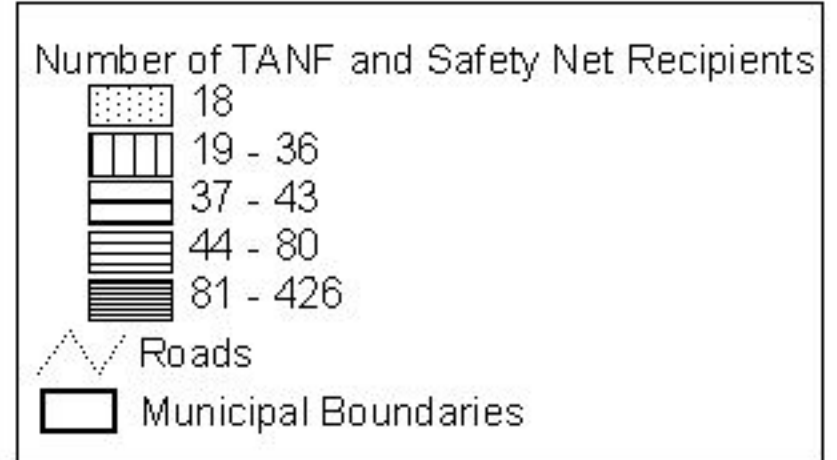 Number of TANF and Safety Net Recipients
18
19 - 36
37 - 43
44 - 80
81 - 426
Roads
Municipal Boundaries